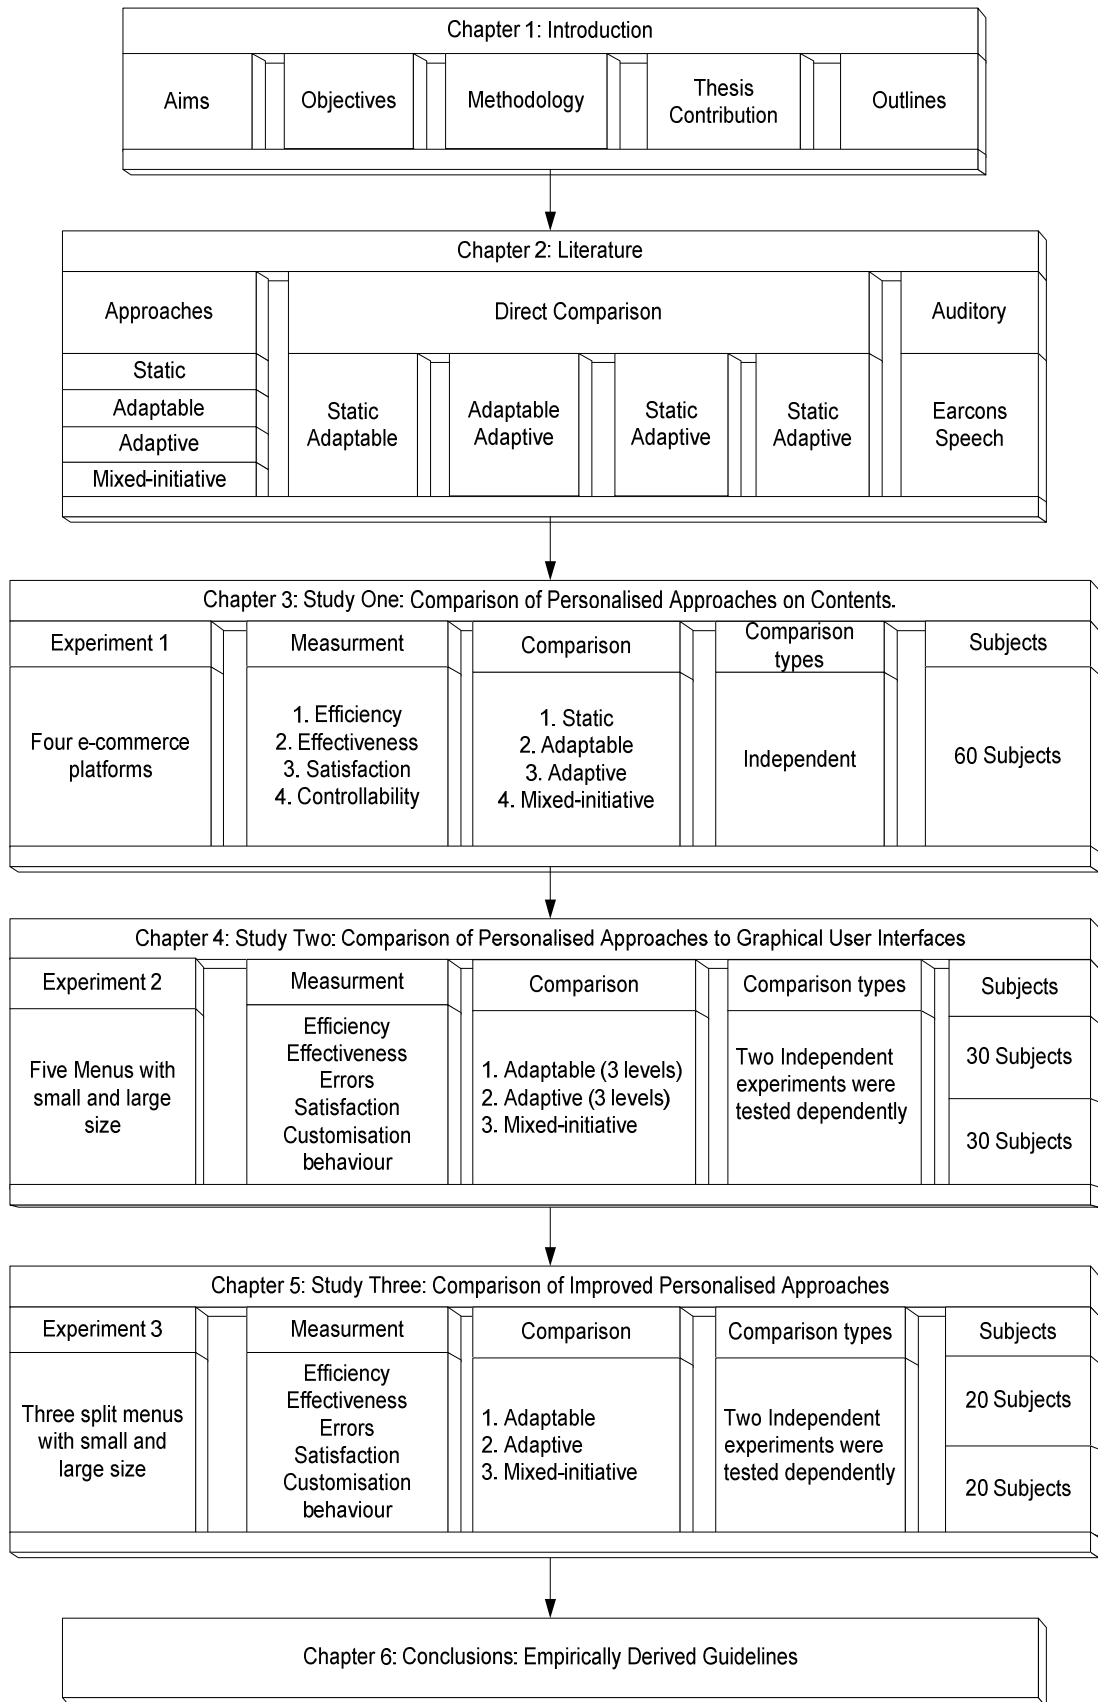 Chapter 1: Introduction
Aims
Objectives
Methodology
Thesis
Contribution
Outlines
Chapter 2: Literature
Approaches
Static
Adaptable
Adaptive
Mixed-initiative
Direct Comparison
Static
Adaptable
Adaptable
Adaptive
Static
Adaptive
Static
Adaptive
Auditory
Earcons
Speech
Chapter 3: Study One: Comparison of Personalised Approaches on Contents.
Experiment 1
Four e-commerce
platforms
Measurment
1. Efficiency
2. Effectiveness
3. Satisfaction
4. Controllability
Comparison
1. Static
2. Adaptable
3. Adaptive
4. Mixed-initiative
Comparison
types
Independent
Subjects
60 Subjects
Chapter 4: Study Two: Comparison of Personalised Approaches to Graphical User Interfaces
Experiment 2
Five Menus with
small and large
size
Measurment
Efficiency
Effectiveness
Errors
Satisfaction
Customisation
behaviour
Comparison
1. Adaptable (3 levels)
2. Adaptive (3 levels)
3. Mixed-initiative
Comparison types
Two Independent
experiments were
tested dependently
Subjects
30 Subjects
30 Subjects
Chapter 5: Study Three: Comparison of Improved Personalised Approaches
Experiment 3
Three split menus
with small and
large size
Measurment
Efficiency
Effectiveness
Errors
Satisfaction
Customisation
behaviour
Comparison
1. Adaptable
2. Adaptive
3. Mixed-initiative
Comparison types
Two Independent
experiments were
tested dependently
Subjects
20 Subjects
20 Subjects
Chapter 6: Conclusions: Empirically Derived Guidelines